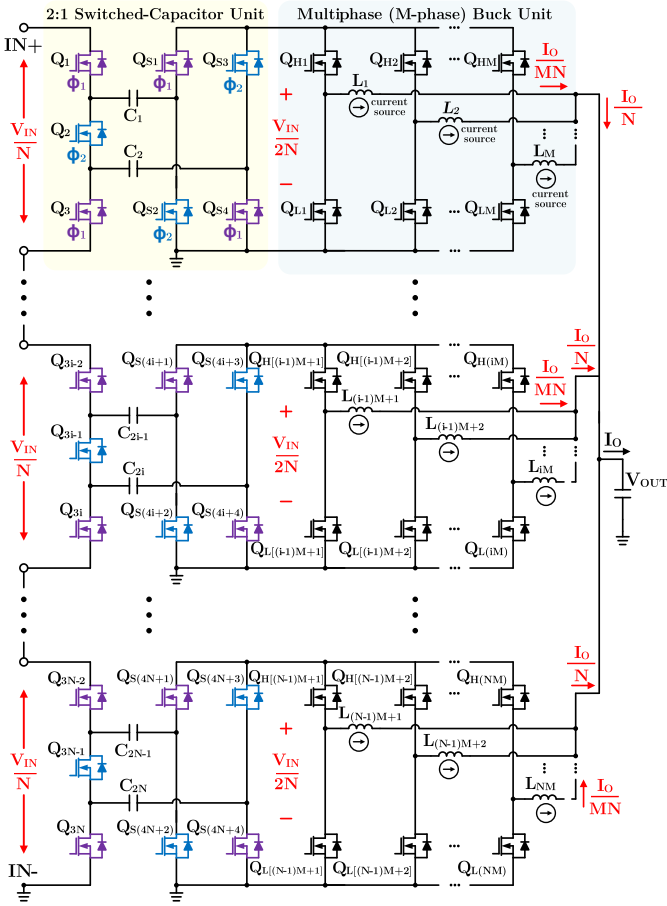 2:1 Switched-Capacitor Unit
Multiphase (M-phase) Buck Unit
IN+
Q1
Φ1
QS1
Φ1
QS3
Φ2
QH1
QH2
QHM
IO/MN
C1
L1
current source
L2
current source
IO/N
VIN/N
Q2
Φ2
C2
+
VIN/2N
−
LM
current source
Q3
Φ1
QS2
Φ2
QS4
Φ1
QL1
QL2
QLM
Q3i-2
QS(4i+1)
QS(4i+3)
QH[(i-1)M+1]
QH[(i-1)M+2]
QH(iM)
IO/N
IO/MN
C2i-1
L(i-1)M+1
L(i-1)M+2
VIN/N
Q3i-1
C2i
+
VIN/2N
−
LiM
IO
VOUT
Q3i
QS(4i+2)
QS(4i+4)
QL[(i-1)M+1]
QL[(i-1)M+2]
QL(iM)
Q3N-2
QS(4N+1)
QS(4N+3)
QH[(N-1)M+1]
QH[(N-1)M+2]
QH(NM)
IO/N
C2N-1
L(N-1)M+1
L(N-1)M+2
VIN/N
Q3N-1
C2N
+
VIN/2N
−
LNM
IO/MN
Q3N
QS(4N+2)
QS(4N+4)
QL[(N-1)M+1]
QL[(N-1)M+2]
QL(NM)
IN-